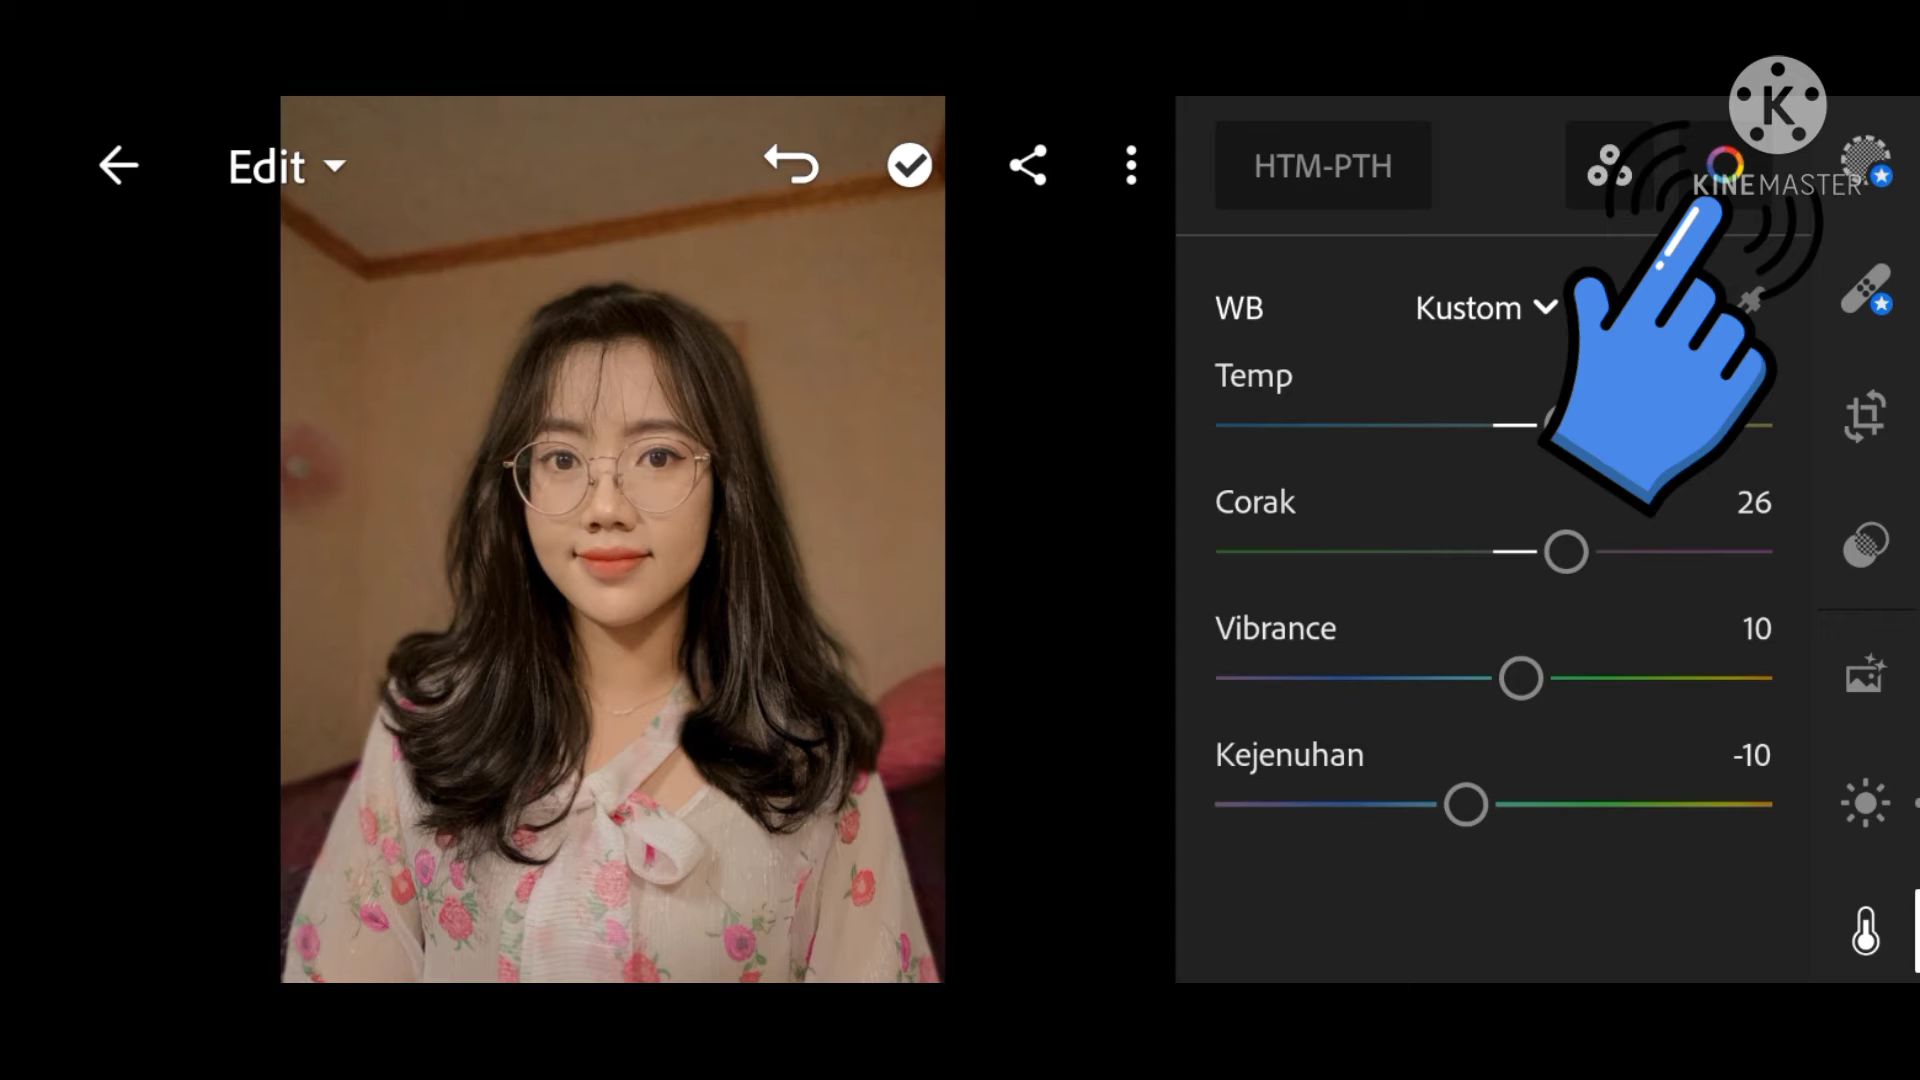 Edit
HTM-PTH
KINEMASTER
WB
Kustom
Temp
Corak
26
Vibrance
10
Kejenuhan
-10